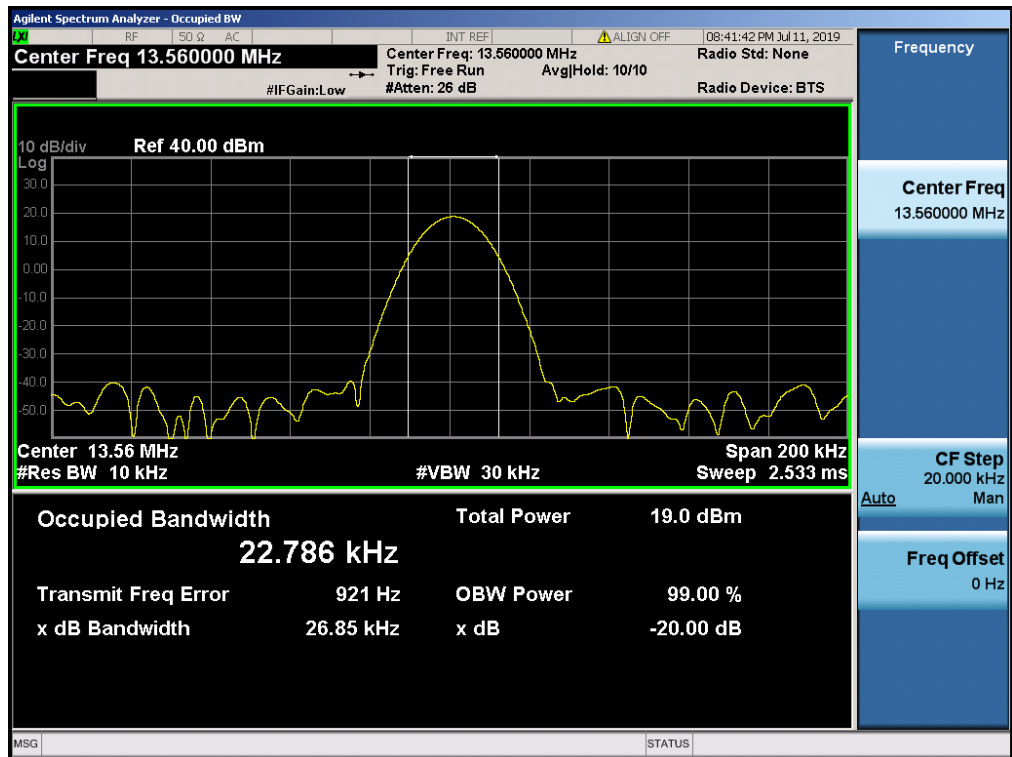 Agilent Spectrum Analyzer - Occupied BW
LXI RF 50 Ω AC INT REF ALIGN OFF 08:41:42 PM Jul 11, 2019
Center Freq 13.560000 MHz
Center Freq: 13.560000 MHz Radio Std: None
Trig: Free Run Avg|Hold: 10/10
#IFGain:Low #Atten: 26 dB Radio Device: BTS
10 dB/div Ref 40.00 dBm
Log
30.0
20.0
10.0
0.00
-10.0
-20.0
-30.0
-40.0
-50.0
Center 13.56 MHz Span 200 kHz
#Res BW 10 kHz #VBW 30 kHz Sweep 2.533 ms
Occupied Bandwidth Total Power 19.0 dBm
22.786 kHz
Transmit Freq Error 921 Hz OBW Power 99.00 %
x dB Bandwidth 26.85 kHz x dB -20.00 dB
Frequency
Center Freq
13.560000 MHz
CF Step
20.000 kHz
Auto Man
Freq Offset
0 Hz
MSG STATUS